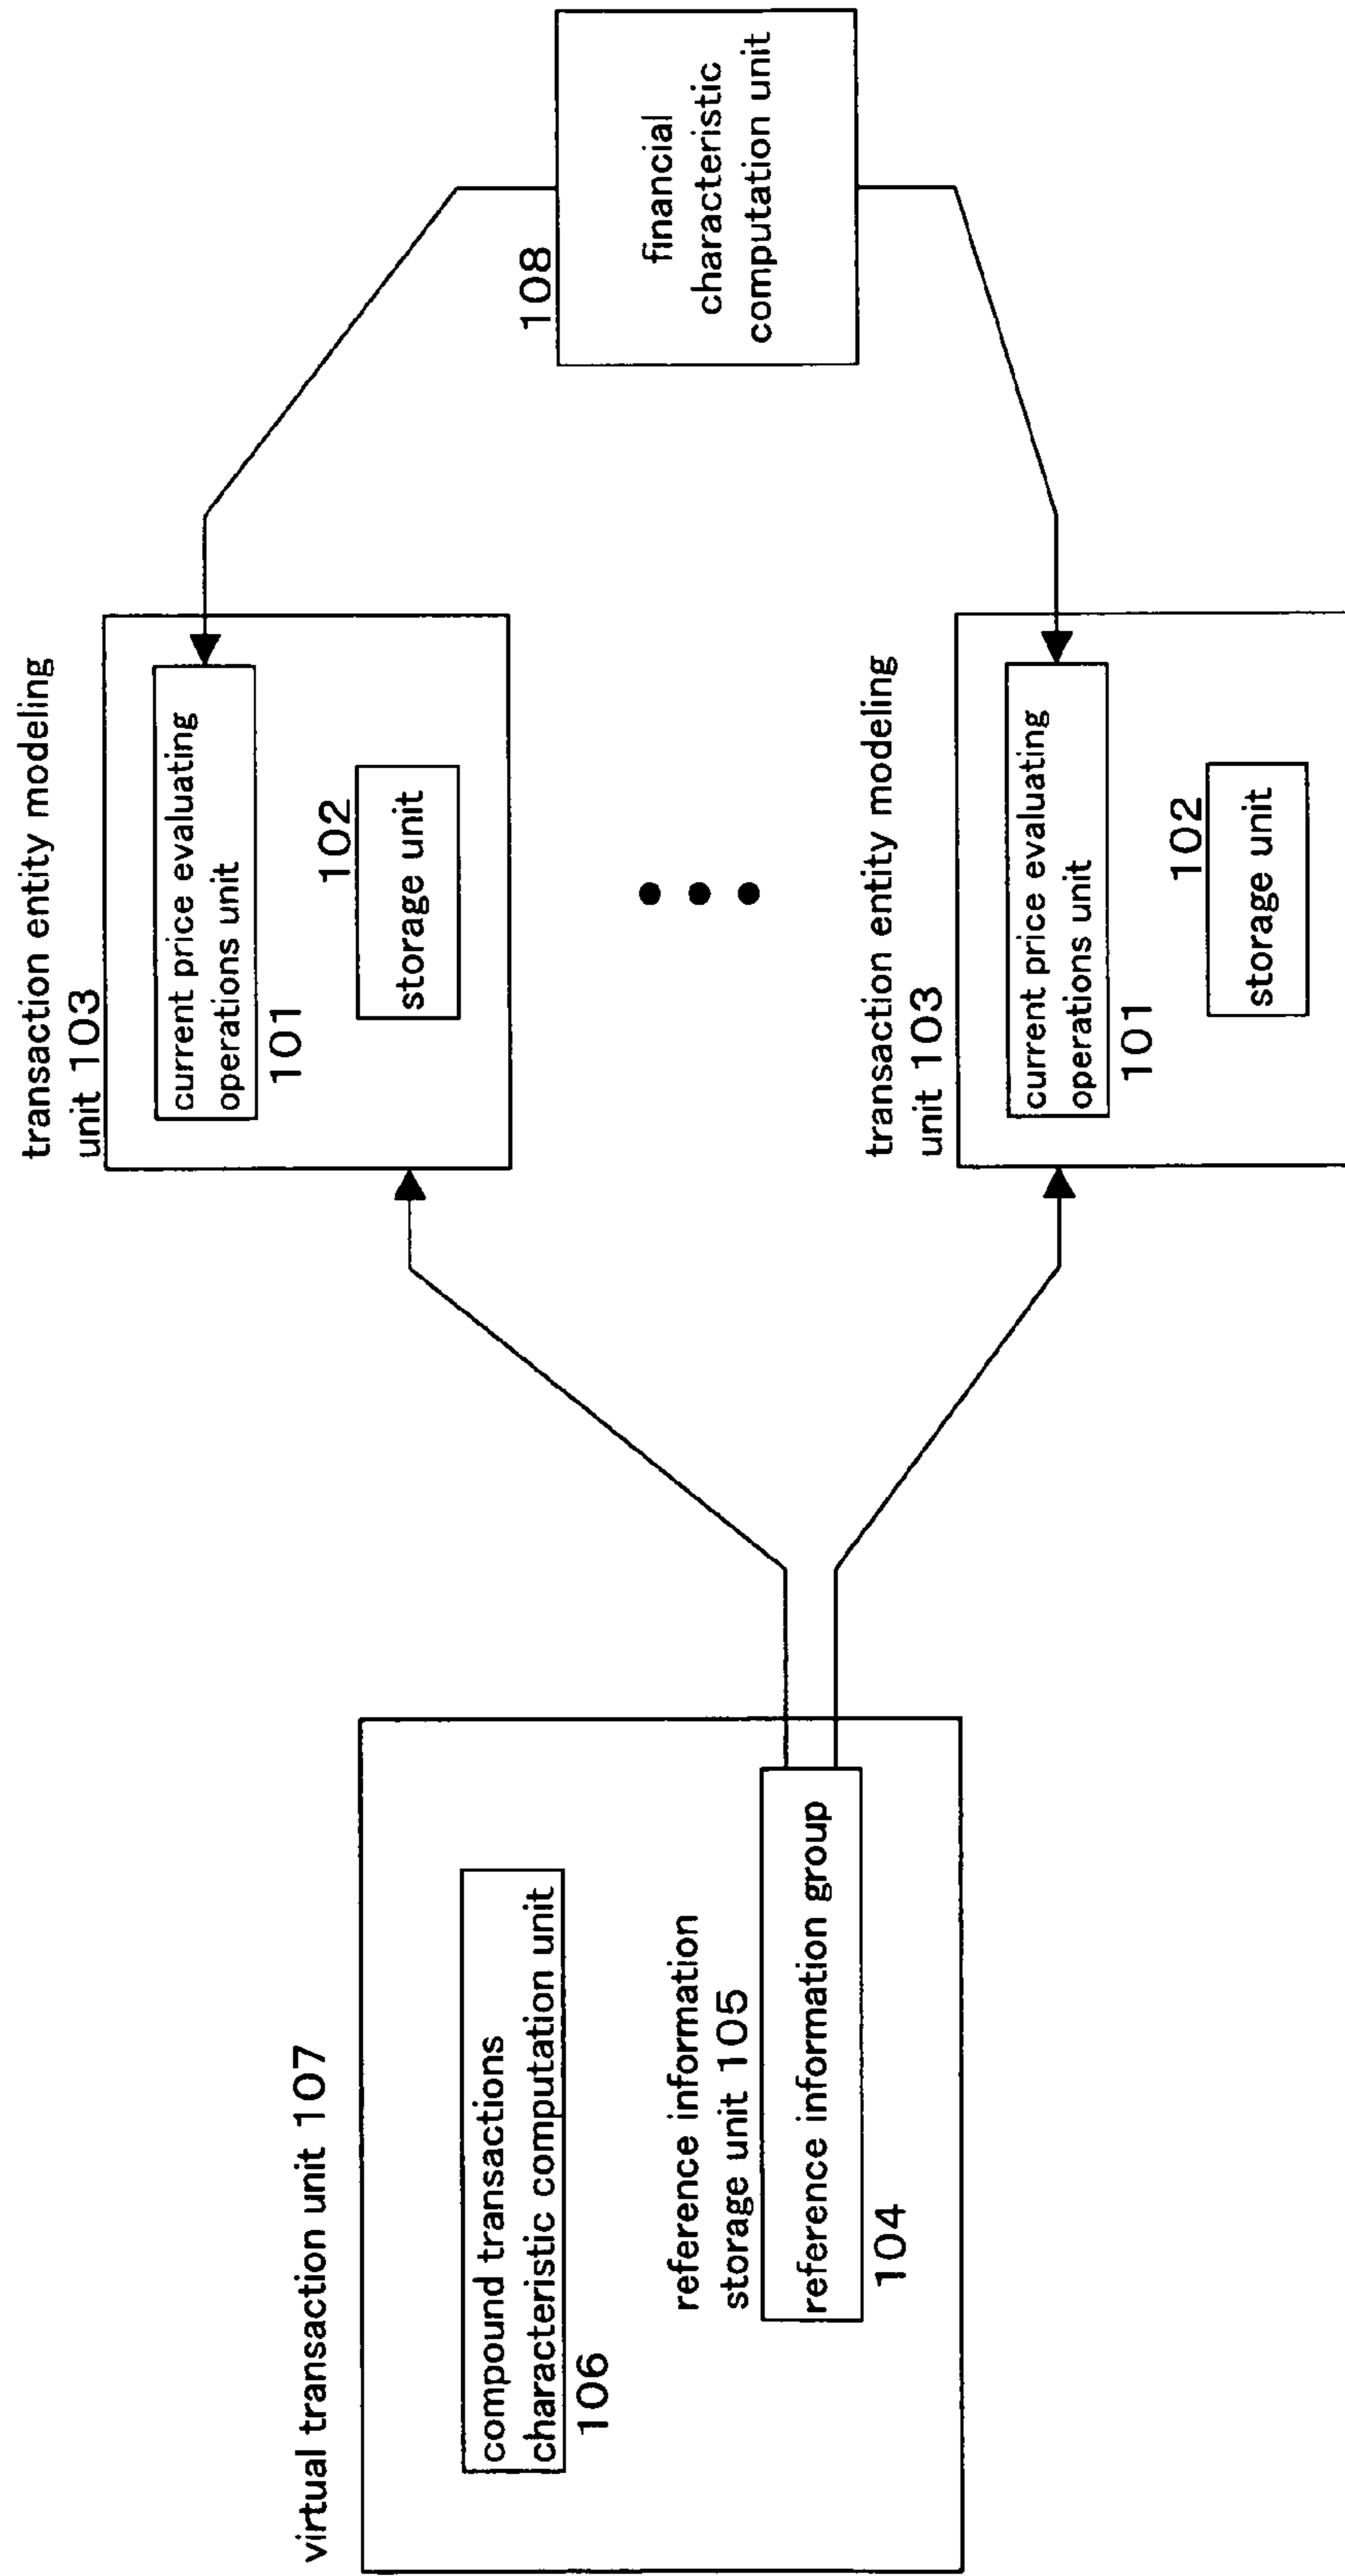 virtual transaction unit 107
compound transactions
characteristic computation unit
106
reference information
storage unit 105
reference information group
104
transaction entity modeling
unit 103
current price evaluating
operations unit
101
102
storage unit
transaction entity modeling
unit 103
current price evaluating
operations unit
101
102
storage unit
108
financial
characteristic
computation unit